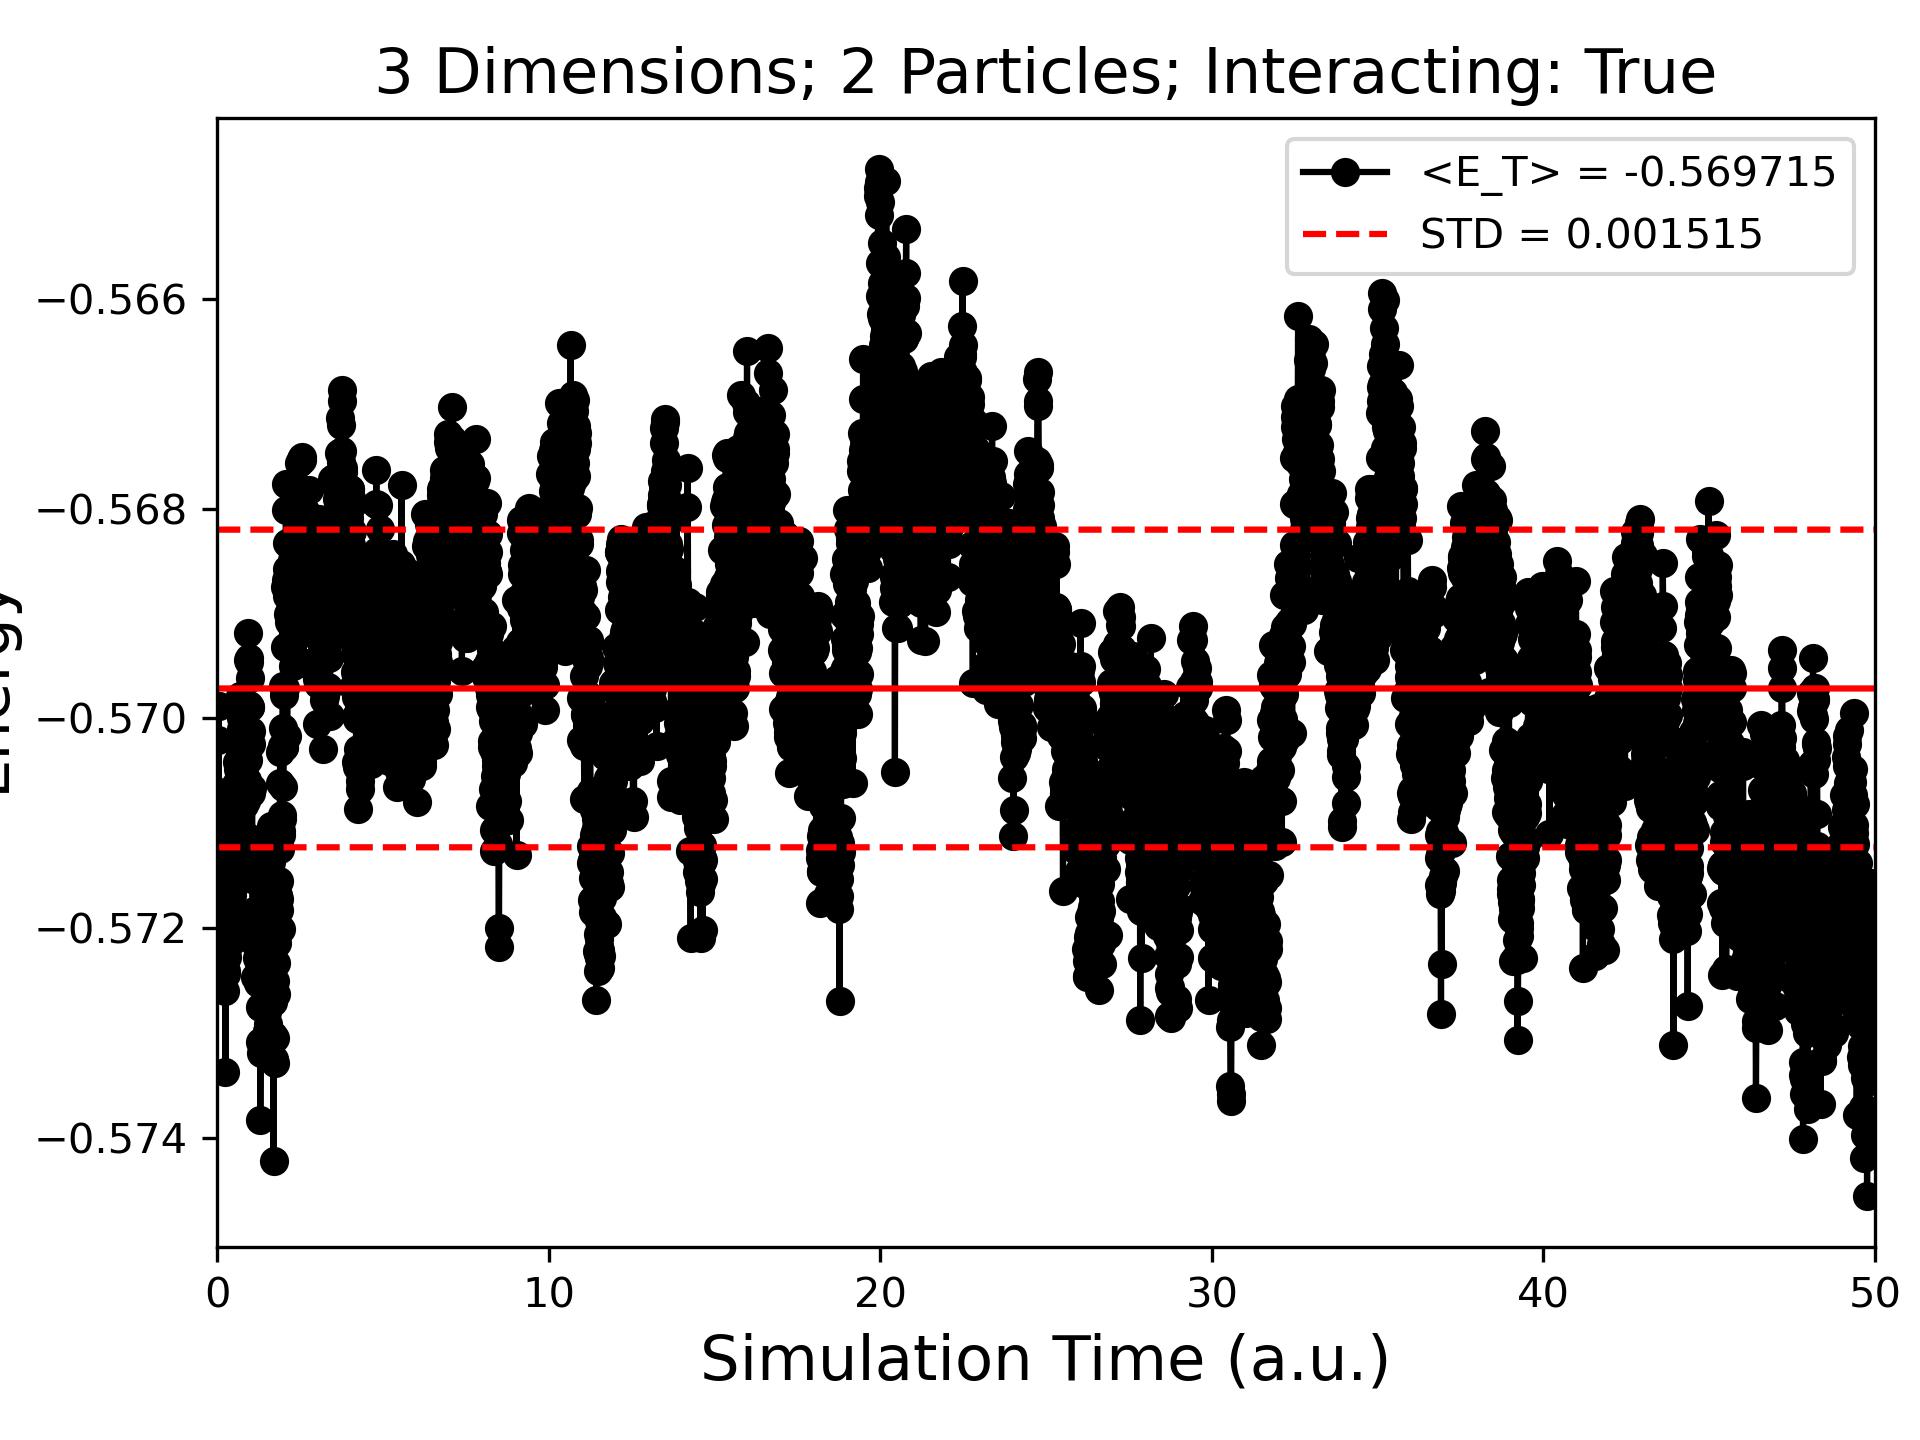 3 Dimensions; 2 Particles; Interacting: True
<E_T> = -0.569715
STD = 0.001515
Energy
−0.566
−0.568
−0.570
−0.572
−0.574
0 10 20 30 40 50
Simulation Time (a.u.)